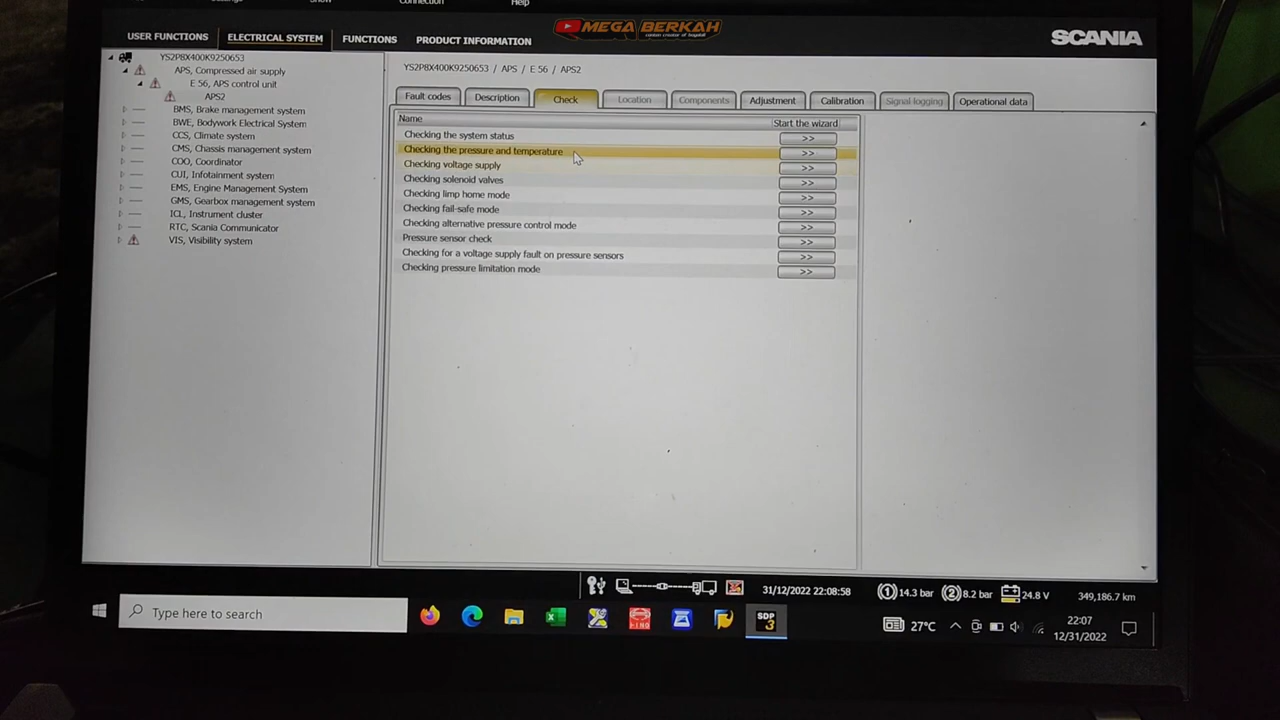 Help
MEGA BERKAH
USER FUNCTIONS ELECTRICAL SYSTEM FUNCTIONS PRODUCT INFORMATION
SCANIA
YS2P8X400K9250653
APS, Compressed air supply
E 56, APS control unit
APS2
BMS, Brake management system
BWE, Bodywork Electrical System
CCS, Climate system
CMS, Chassis management system
COO, Coordinator
CUI, Infotainment system
EMS, Engine Management System
GMS, Gearbox management system
ICL, Instrument cluster
RTC, Scania Communicator
VIS, Visibility system
YS2P8X400K9250653 / APS / E 56 / APS2
Fault codes Description Check Location Components Adjustment Calibration Signal logging Operational data
Name Start the wizard
Checking the system status >>
Checking the pressure and temperature >>
Checking voltage supply >>
Checking solenoid valves >>
Checking limp home mode >>
Checking fail-safe mode >>
Checking alternative pressure control mode >>
Pressure sensor check >>
Checking for a voltage supply fault on pressure sensors >>
Checking pressure limitation mode >>
31/12/2022 22:08:58 1 14.3 bar 2 8.2 bar 24.8 V 349,186.7 km
Type here to search
HINO
SDP
3
27°C
22:07
12/31/2022